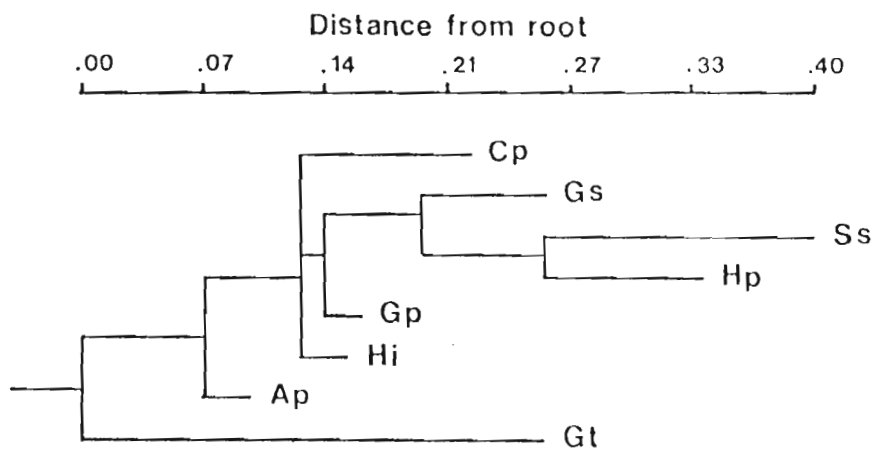 Distance from root
.00 .07 .14 .21 .27 .33 .40
Cp
Gs
Ss
Hp
Gp
Hi
Ap
Gt